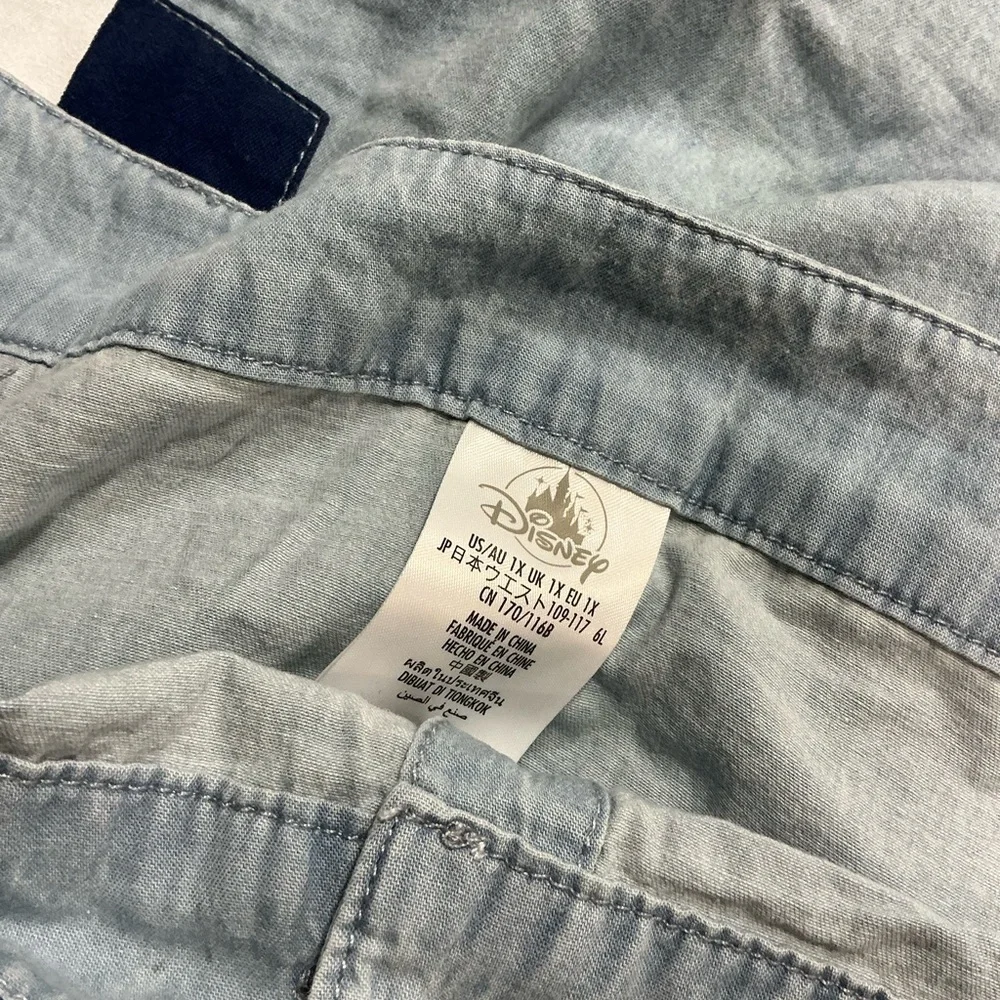 Disney
US/AU 1X UK 1X EU 1X
JP日本ウエスト109-117 6L
CN 170/116B
MADE IN CHINA
FABRIQUÉ EN CHINE
HECHO EN CHINA
中國製
ผลิตในประเทศจีน
DIBUAT DI TIONGKOK
صنع في الصين